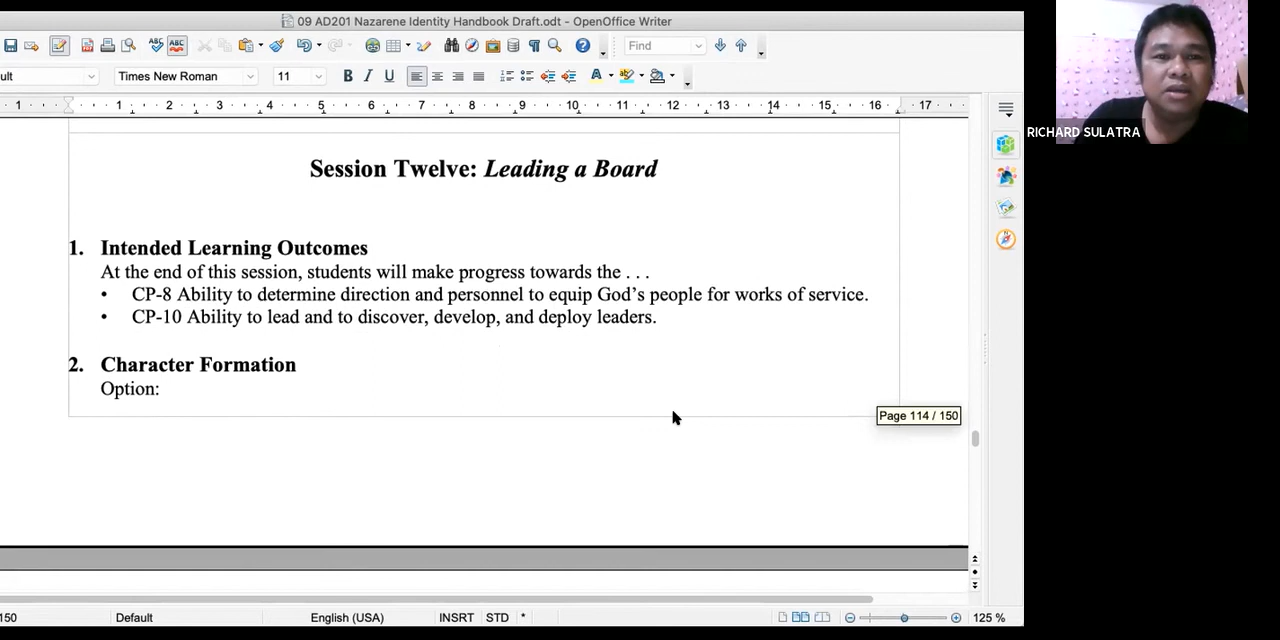 09 AD201 Nazarene Identity Handbook Draft.odt - OpenOffice Writer
Find
ult
Times New Roman
11
B I U
1 1 2 3 4 5 6 7 8 9 10 11 12 13 14 15 16 17
RICHARD SULATRA
Session Twelve: Leading a Board
1. Intended Learning Outcomes
At the end of this session, students will make progress towards the . . .
• CP-8 Ability to determine direction and personnel to equip God’s people for works of service.
• CP-10 Ability to lead and to discover, develop, and deploy leaders.
2. Character Formation
Option:
Page 114 / 150
150
Default
English (USA)
INSRT
STD
*
125 %